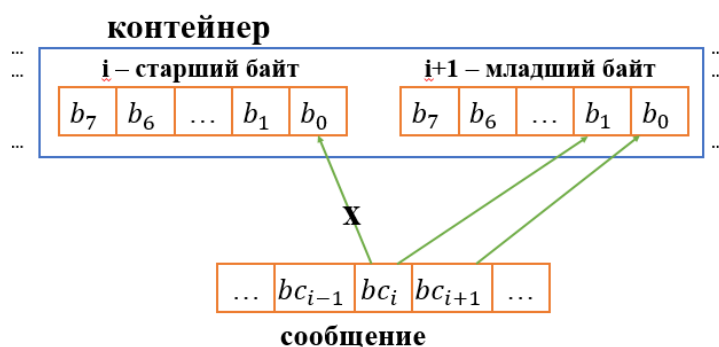 контейнер
... ...
i – старший байт i+1 – младший байт
... ..
b₇ b₆ ... b₁ b₀ b₇ b₆ ... b₁ b₀
... ..
X
... bcᵢ₋₁ bcᵢ bcᵢ₊₁ ...
сообщение